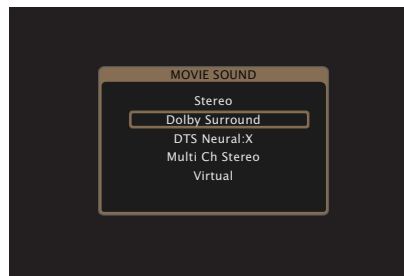 MOVIE SOUND
Stereo
Dolby Surround
DTS Neural:X
Multi Ch Stereo
Virtual